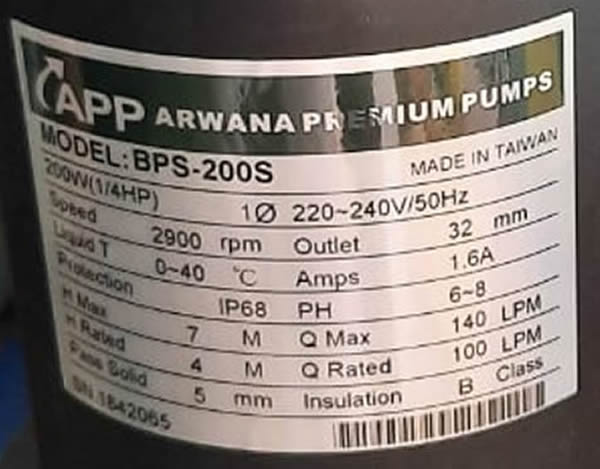 APP ARWANA PREMIUM PUMPS
MODEL: BPS-200S MADE IN TAIWAN
200W(1/4HP) 1Ø 220~240V/50Hz
Speed 2900 rpm Outlet 32 mm
Liquid T 0~40 °C Amps 1.6A
Protection IP68 PH 6~8
H Max 7 M Q Max 140 LPM
H Rated 4 M Q Rated 100 LPM
Pass Solid 5 mm Insulation B Class
SN 1842065